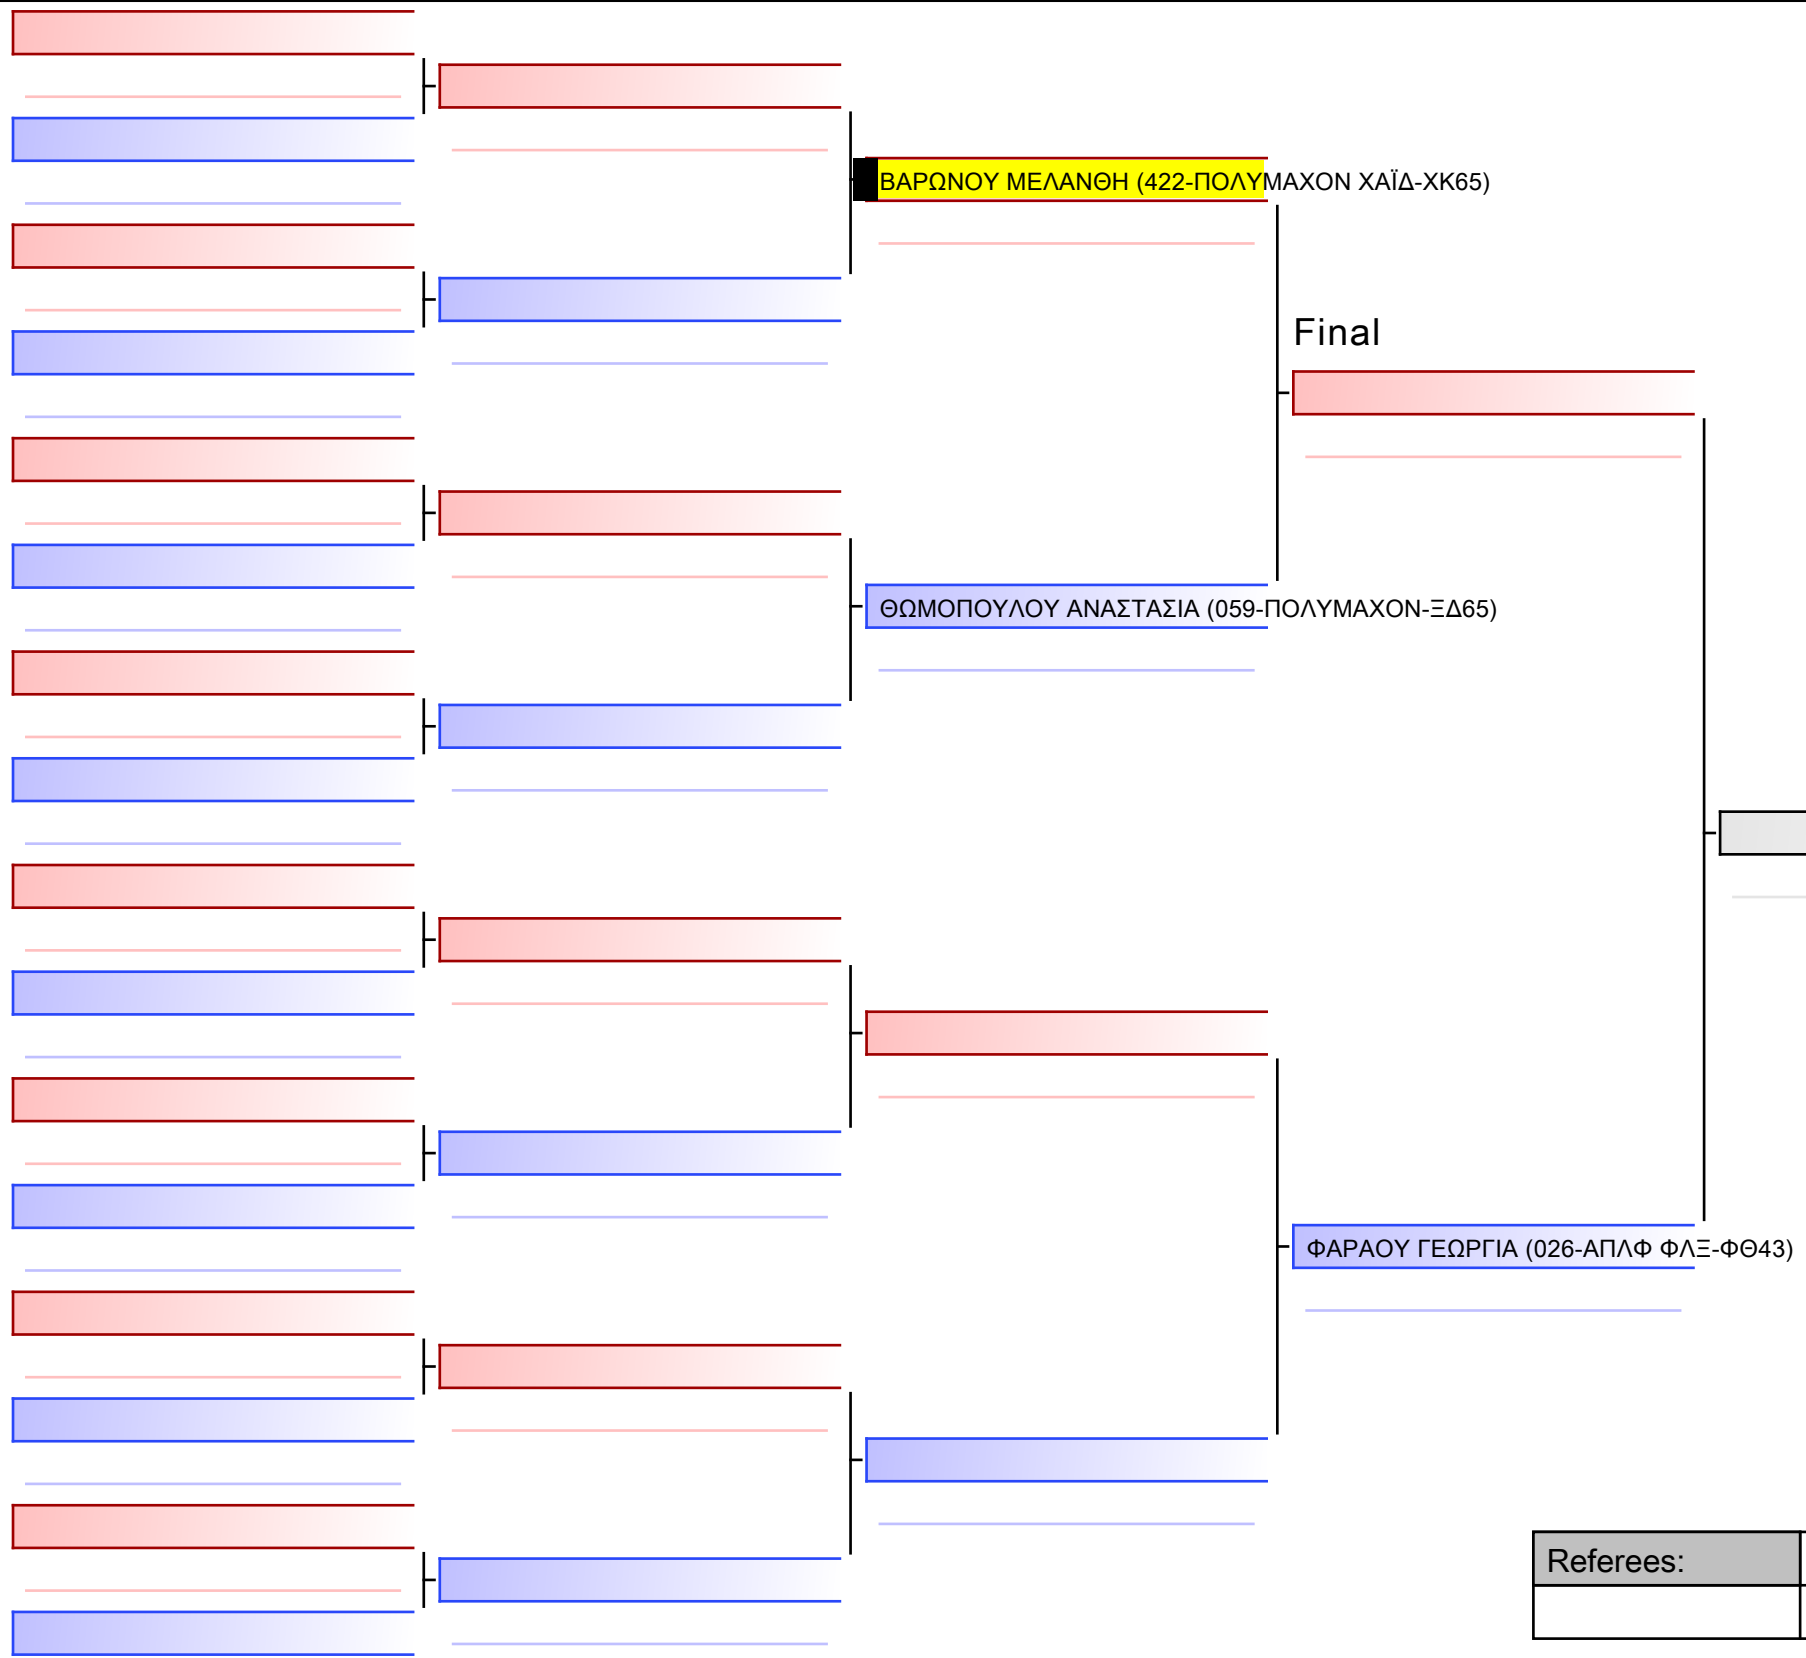 ΒΑΡΩΝΟΥ ΜΕΛΑΝΘΗ (422-ΠΟΛΥΜΑΧΟΝ ΧΑΪΔ-ΧΚ65)
Final
ΘΩΜΟΠΟΥΛΟΥ ΑΝΑΣΤΑΣΙΑ (059-ΠΟΛΥΜΑΧΟΝ-ΞΔ65)
ΦΑΡΑΟΥ ΓΕΩΡΓΙΑ (026-ΑΠΛΦ ΦΛΞ-ΦΘ43)
Referees: